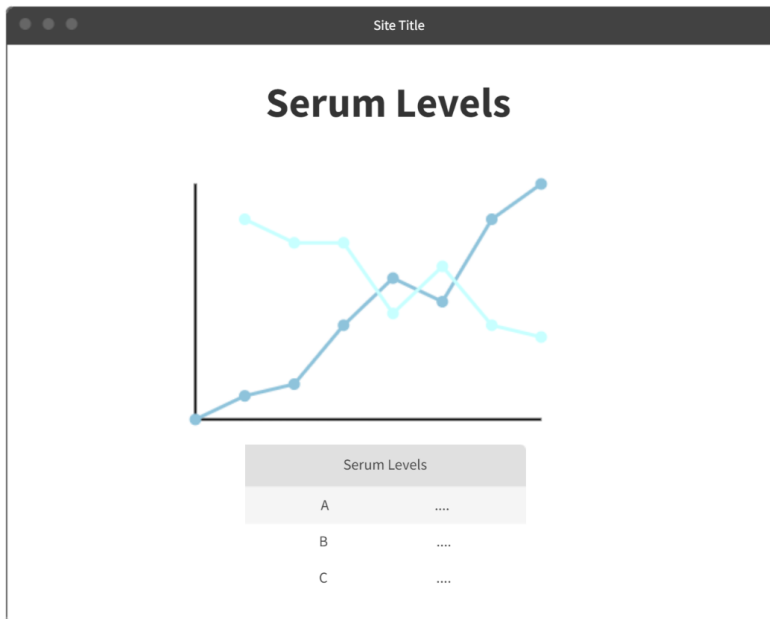 Site Title
Serum Levels
Serum Levels
A ....
B ....
C ....